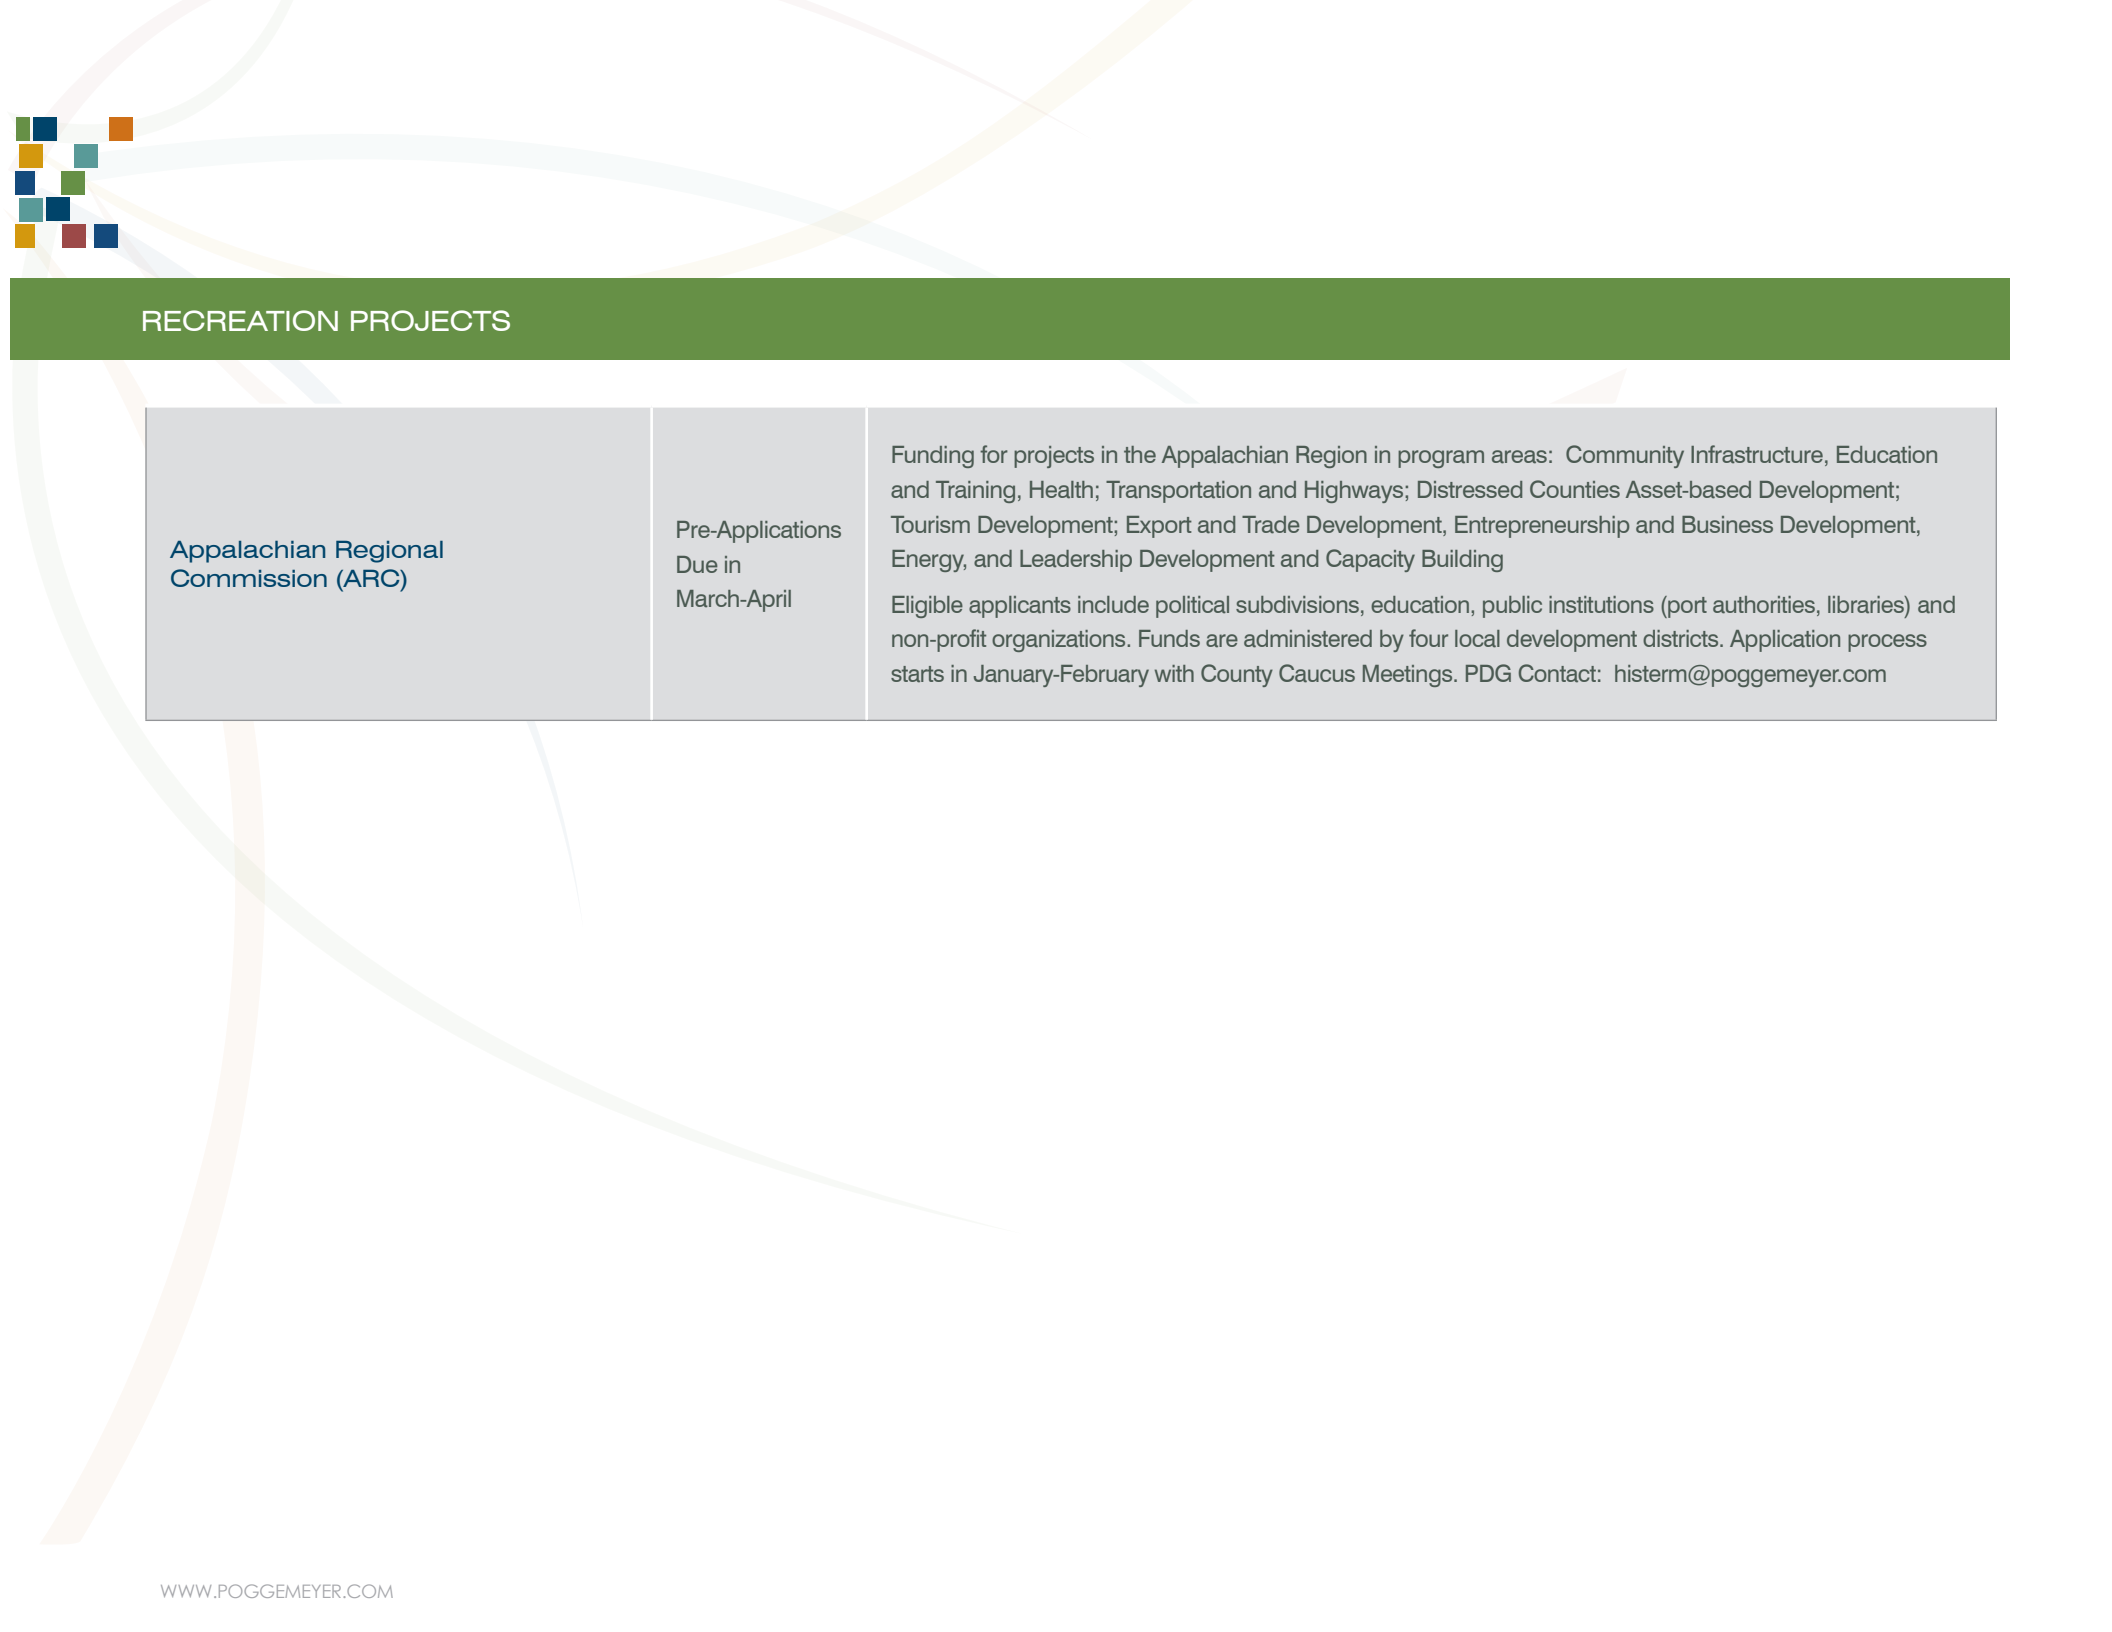 RECREATION PROJECTS
Appalachian Regional
Commission (ARC)
Pre-Applications
Due in
March-April
Funding for projects in the Appalachian Region in program areas:  Community Infrastructure, Education
and Training, Health; Transportation and Highways; Distressed Counties Asset-based Development;
Tourism Development; Export and Trade Development, Entrepreneurship and Business Development,
Energy, and Leadership Development and Capacity Building
Eligible applicants include political subdivisions, education, public institutions (port authorities, libraries) and
non-profit organizations. Funds are administered by four local development districts. Application process
starts in January-February with County Caucus Meetings. PDG Contact:  histerm@poggemeyer.com
WWW.POGGEMEYER.COM